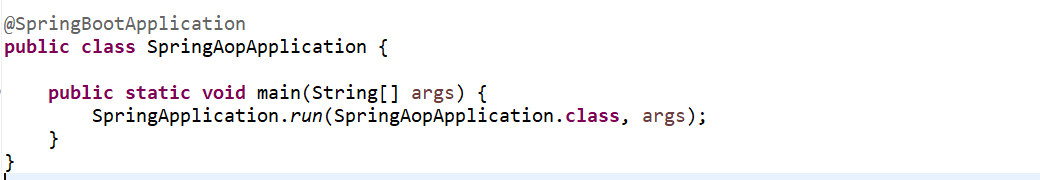 @SpringBootApplication
public class SpringAopApplication {
public static void main(String[] args) {
SpringApplication.run(SpringAopApplication.class, args);
}
}